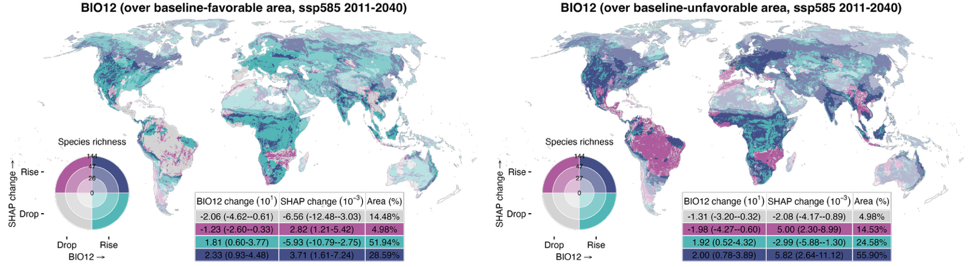 BIO12 (over baseline-favorable area, ssp585 2011-2040)
Species richness
144
47
27
0
SHAP change →
Rise
Drop
Drop
Rise
BIO12 →
BIO12 change (10¹) SHAP change (10⁻³) Area (%)
-2.06 (-4.62--0.61) -6.56 (-12.48--3.03) 14.48%
-1.23 (-2.60--0.33) 2.82 (1.21-5.42) 4.98%
1.81 (0.60-3.77) -5.93 (-10.79--2.75) 51.94%
2.33 (0.93-4.48) 3.71 (1.61-7.24) 28.59%
BIO12 (over baseline-unfavorable area, ssp585 2011-2040)
Species richness
144
47
27
0
SHAP change →
Rise
Drop
Drop
Rise
BIO12 →
BIO12 change (10¹) SHAP change (10⁻³) Area (%)
-1.31 (-3.20--0.32) -2.08 (-4.17--0.89) 4.98%
-1.98 (-4.27--0.60) 5.00 (2.30-8.99) 14.53%
1.92 (0.52-4.32) -2.99 (-5.88--1.30) 24.58%
2.00 (0.78-3.89) 5.82 (2.64-11.12) 55.90%